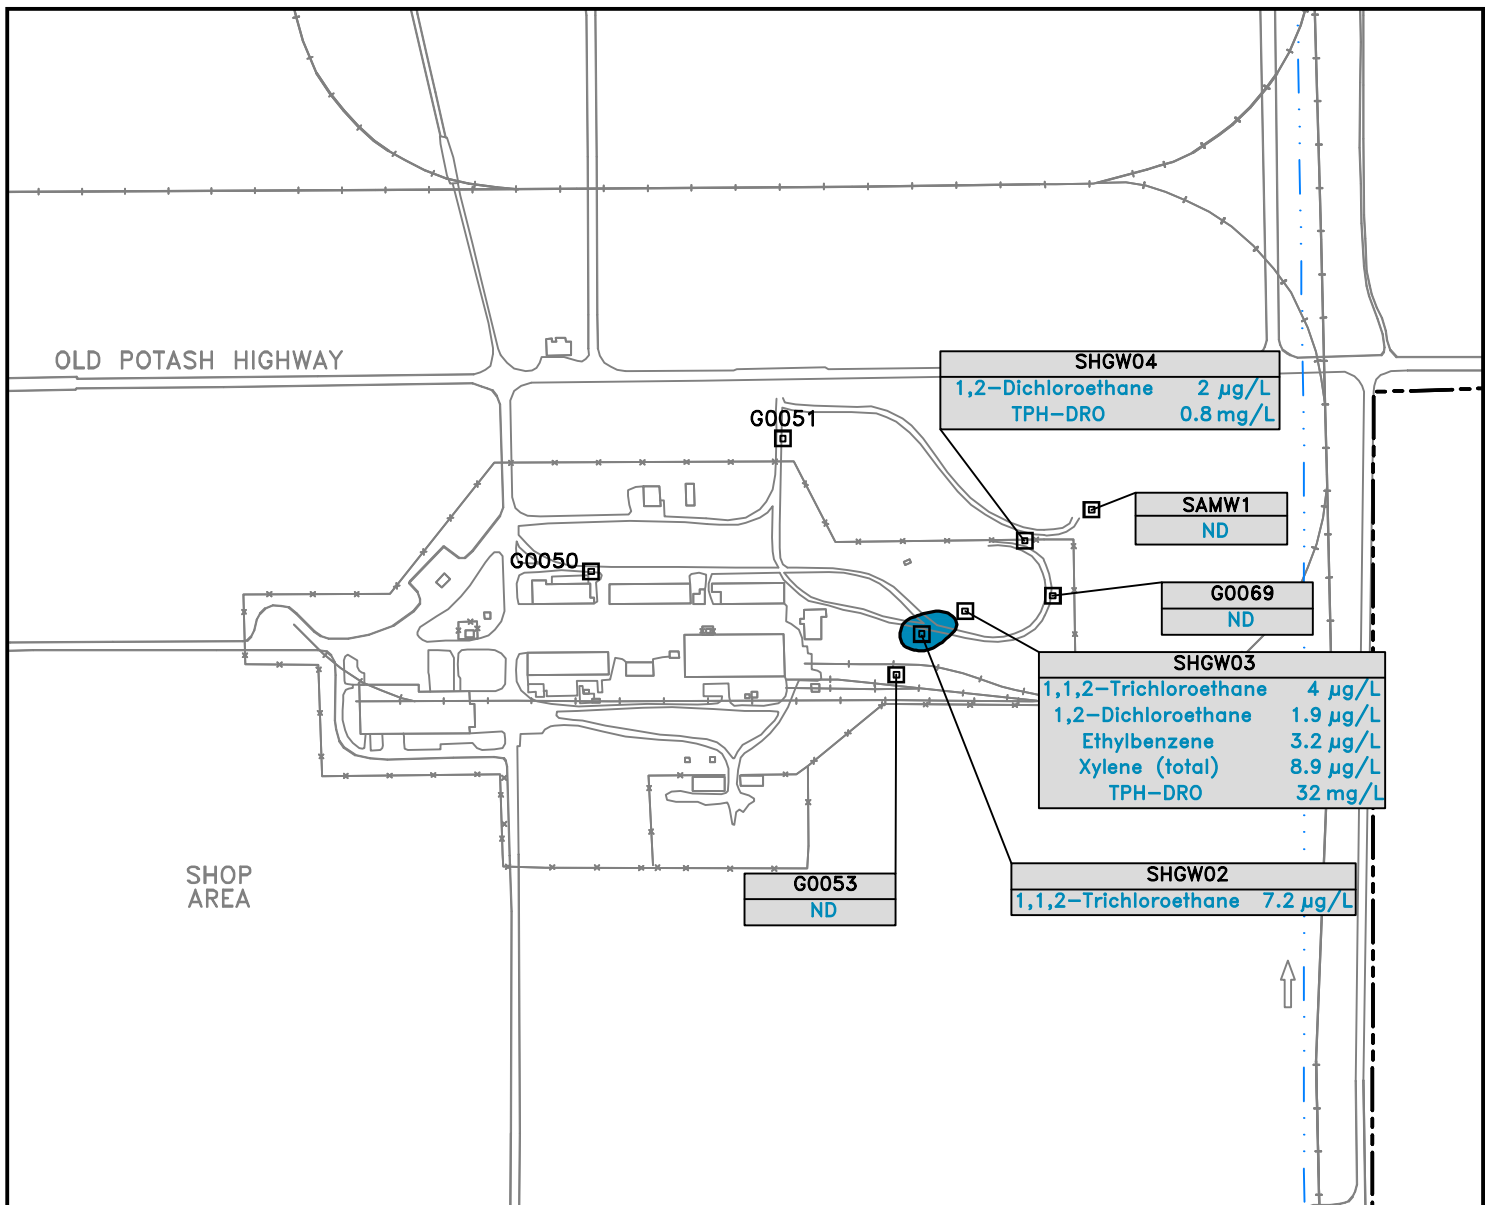 OLD POTASH HIGHWAY
SHGW04
1,2-Dichloroethane 2 µg/L
TPH-DRO 0.8 mg/L
G0051
SAMW1
ND
G0050
G0069
ND
SHGW03
1,1,2-Trichloroethane 4 µg/L
1,2-Dichloroethane 1.9 µg/L
Ethylbenzene 3.2 µg/L
Xylene (total) 8.9 µg/L
TPH-DRO 32 mg/L
SHOP
AREA
G0053
ND
SHGW02
1,1,2-Trichloroethane 7.2 µg/L